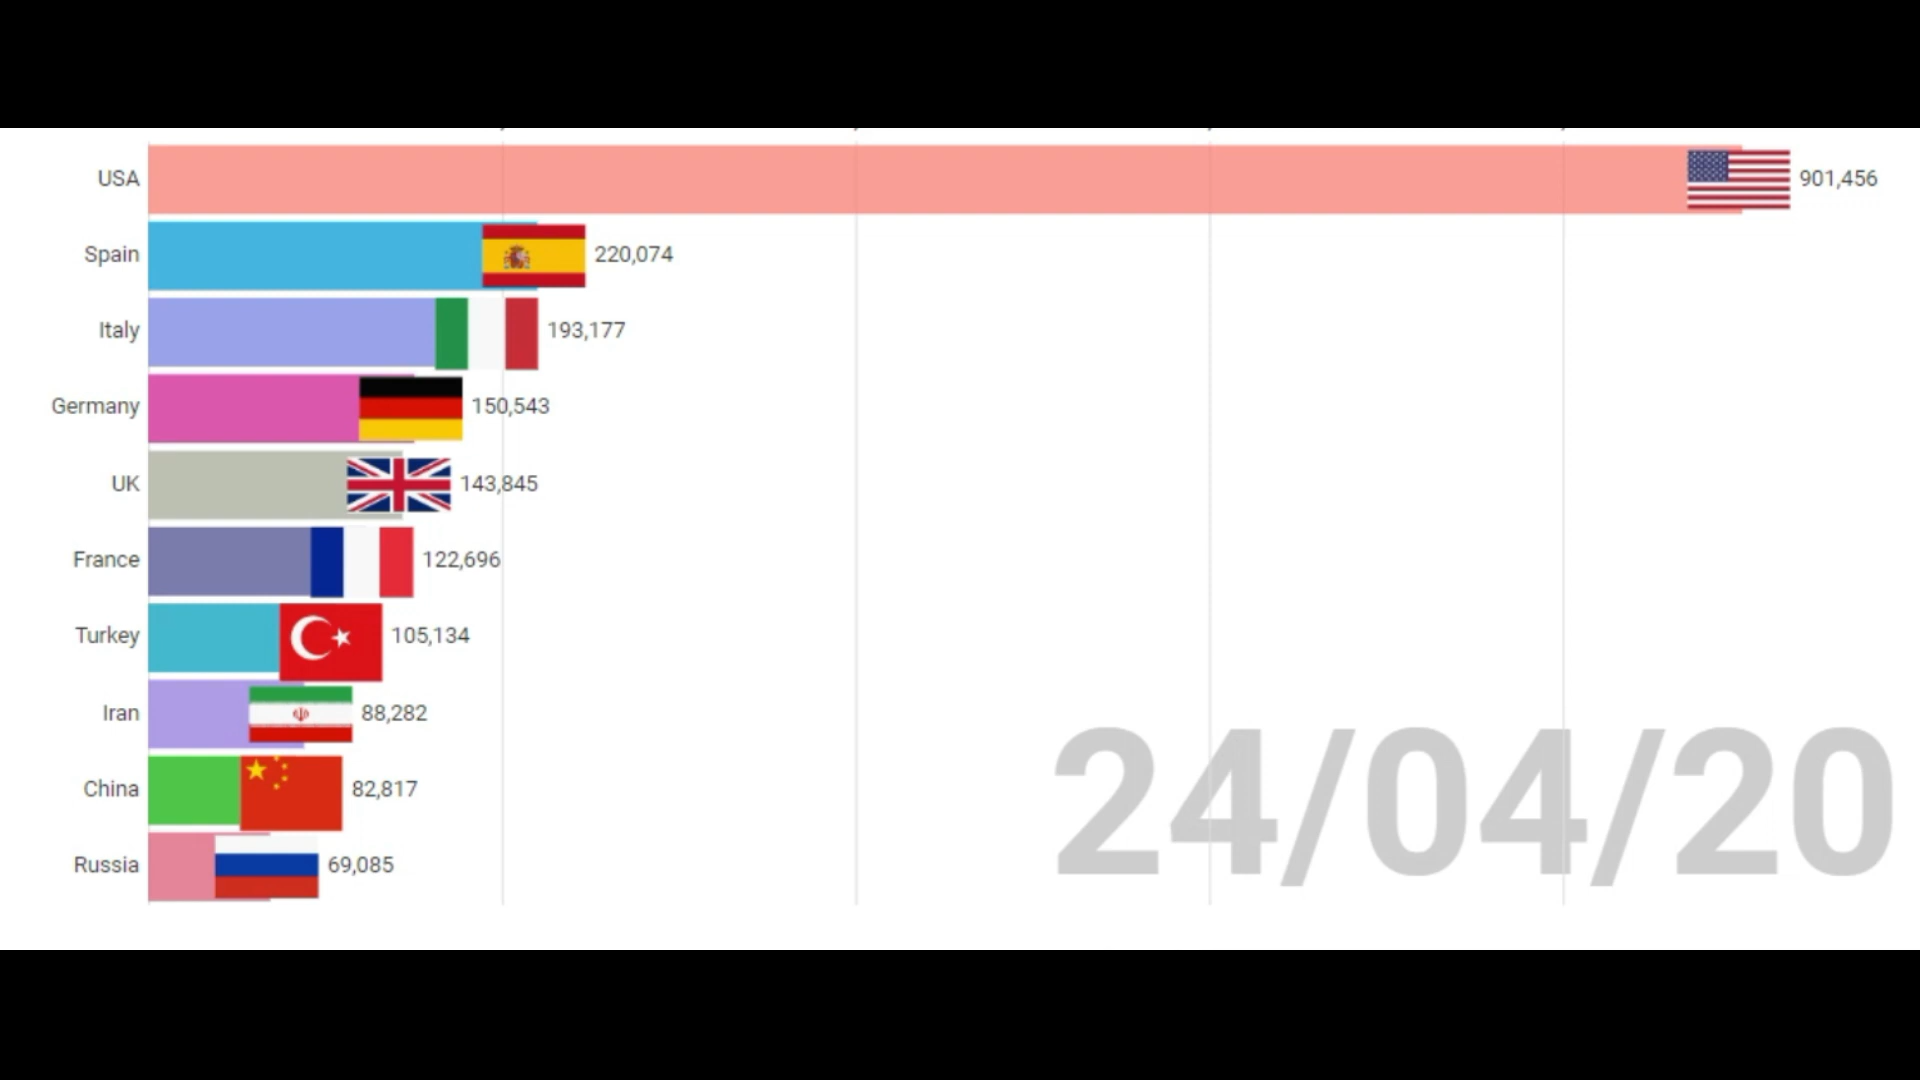 USA 901,456
Spain 220,074
Italy 193,177
Germany 150,543
UK 143,845
France 122,696
Turkey 105,134
Iran 88,282
China 82,817
Russia 69,085
24/04/20